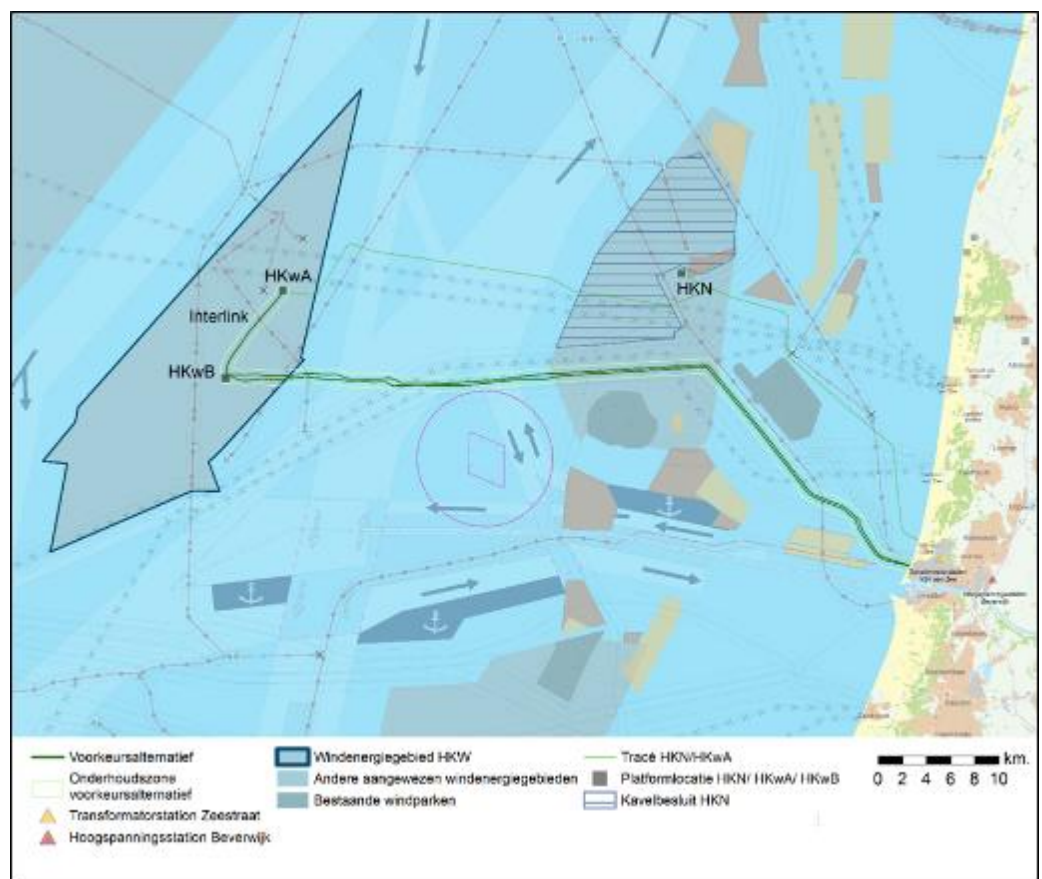 HKwA
Interlink
HKwB
HKN
Beverwijk
Voorkeursalternatief
Onderhoudszone
voorkeursalternatief
Transformatorstation Zeestraat
Hoogspanningsstation Beverwijk
Windenergiegebied HKW
Andere aangewezen windenergiegebieden
Bestaande windparken
Tracé HKN/HKwA
Platformlocatie HKN/ HKwA/ HKwB
Kavelbesluit HKN
km.
0 2 4 6 8 10